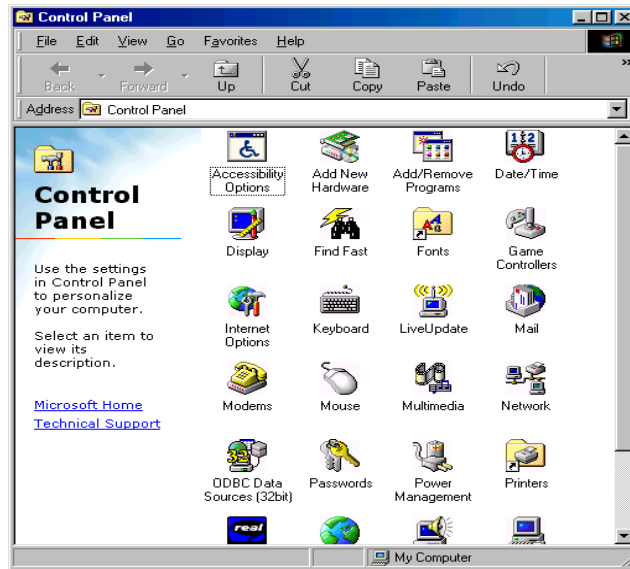 Control Panel
File Edit View Go Favorites Help
Back Forward Up Cut Copy Paste Undo »
Address Control Panel
Control
Panel
Use the settings
in Control Panel
to personalize
your computer.
Select an item to
view its
description.
Microsoft Home
Technical Support
Accessibility
Options
Add New
Hardware
Add/Remove
Programs
Date/Time
Display
Find Fast
Fonts
Game
Controllers
Internet
Options
Keyboard
LiveUpdate
Mail
Modems
Mouse
Multimedia
Network
32
ODBC Data
Sources (32bit)
Passwords
Power
Management
Printers
real
My Computer